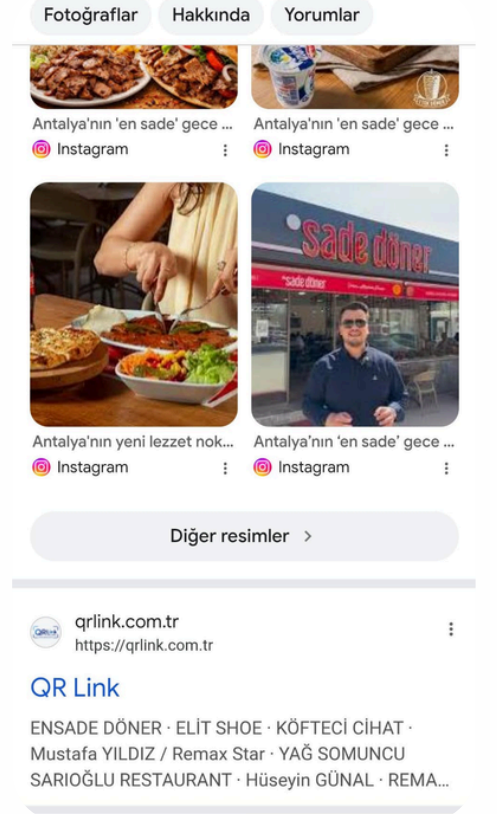 Fotoğraflar Hakkında Yorumlar
Antalya'nın 'en sade' gece ... Antalya'nın 'en sade' gece ...
Instagram Instagram
sade döner
sade döner
Antalya'nın yeni lezzet nok... Antalya'nın 'en sade' gece ...
Instagram Instagram
Diğer resimler
qrlink.com.tr
https://qrlink.com.tr
QR Link
ENSADE DÖNER · ELİT SHOE · KÖFTECİ CİHAT ·
Mustafa YILDIZ / Remax Star · YAĞ SOMUNCU
SARIOĞLU RESTAURANT · Hüseyin GÜNAL · REMA...